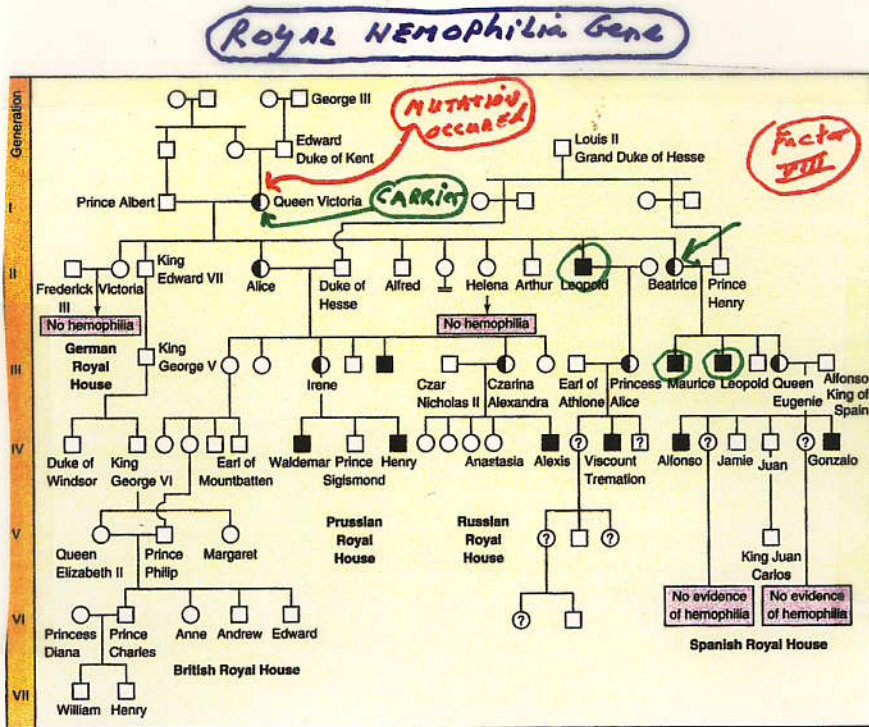 ROYAL HEMOPHILIA Gene
Generation
George III
MUTATION
OCCURED
Edward
Duke of Kent
Louis II
Grand Duke of Hesse
Factor
VIII
I
Prince Albert
Queen Victoria
CARRIER
II
Frederick
III
Victoria
King
Edward VII
Alice
Duke of
Hesse
Alfred
Helena
Arthur
Leopold
Beatrice
Prince
Henry
No hemophilia
No hemophilia
German
Royal
House
III
King
George V
Irene
Czar
Nicholas II
Czarina
Alexandra
Earl of
Athlone
Princess
Alice
Maurice
Leopold
Queen
Eugenie
Alfonso
King of
Spain
IV
Duke of
Windsor
King
George VI
Earl of
Mountbatten
Waldemar
Prince
Sigismond
Henry
Anastasia
Alexis
?
Viscount
Tremation
?
Alfonso
?
Jamie
Juan
?
Gonzalo
V
Queen
Elizabeth II
Prince
Philip
Margaret
Prussian
Royal
House
Russian
Royal
House
?
?
King Juan
Carlos
No evidence
of hemophilia
No evidence
of hemophilia
VI
Princess
Diana
Prince
Charles
Anne
Andrew
Edward
?
British Royal House
Spanish Royal House
VII
William
Henry